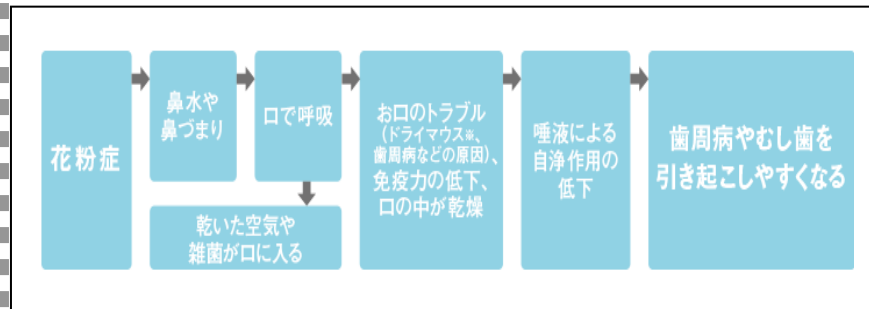 花粉症
鼻水や
鼻づまり
口で呼吸
乾いた空気や
雑菌が口に入る
お口のトラブル
(ドライマウス※、
歯周病などの原因)、
免疫力の低下、
口の中が乾燥
唾液による
自浄作用の
低下
歯周病やむし歯を
引き起こしやすくなる